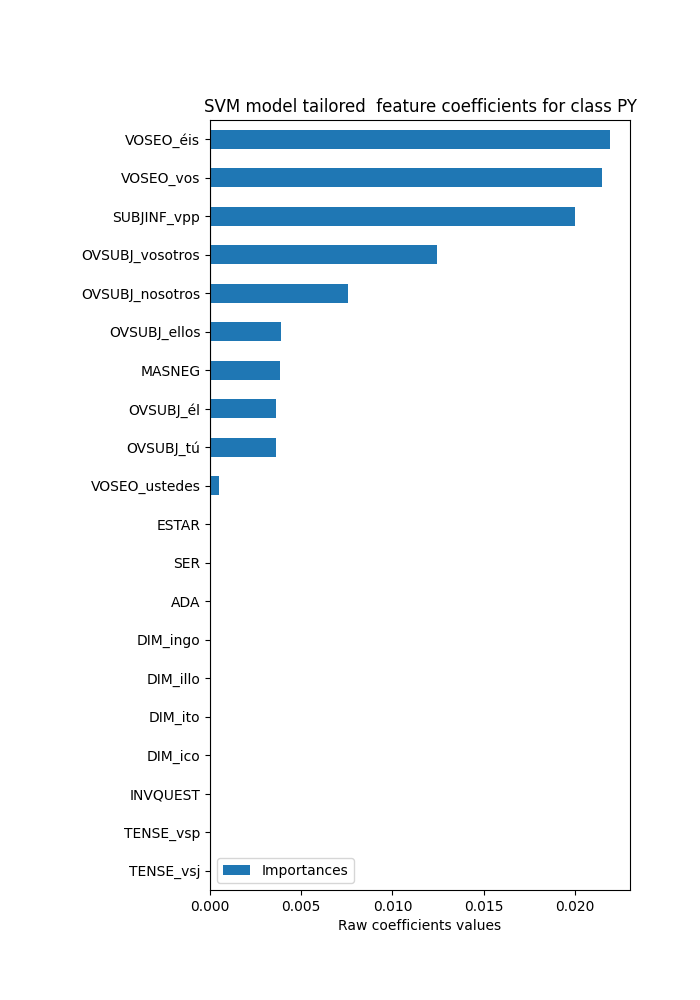 SVM model tailored  feature coefficients for class PY
VOSEO_éis
VOSEO_vos
SUBJINF_vpp
OVSUBJ_vosotros
OVSUBJ_nosotros
OVSUBJ_ellos
MASNEG
OVSUBJ_él
OVSUBJ_tú
VOSEO_ustedes
ESTAR
SER
ADA
DIM_ingo
DIM_illo
DIM_ito
DIM_ico
INVQUEST
TENSE_vsp
TENSE_vsj
Importances
0.000 0.005 0.010 0.015 0.020
Raw coefficients values